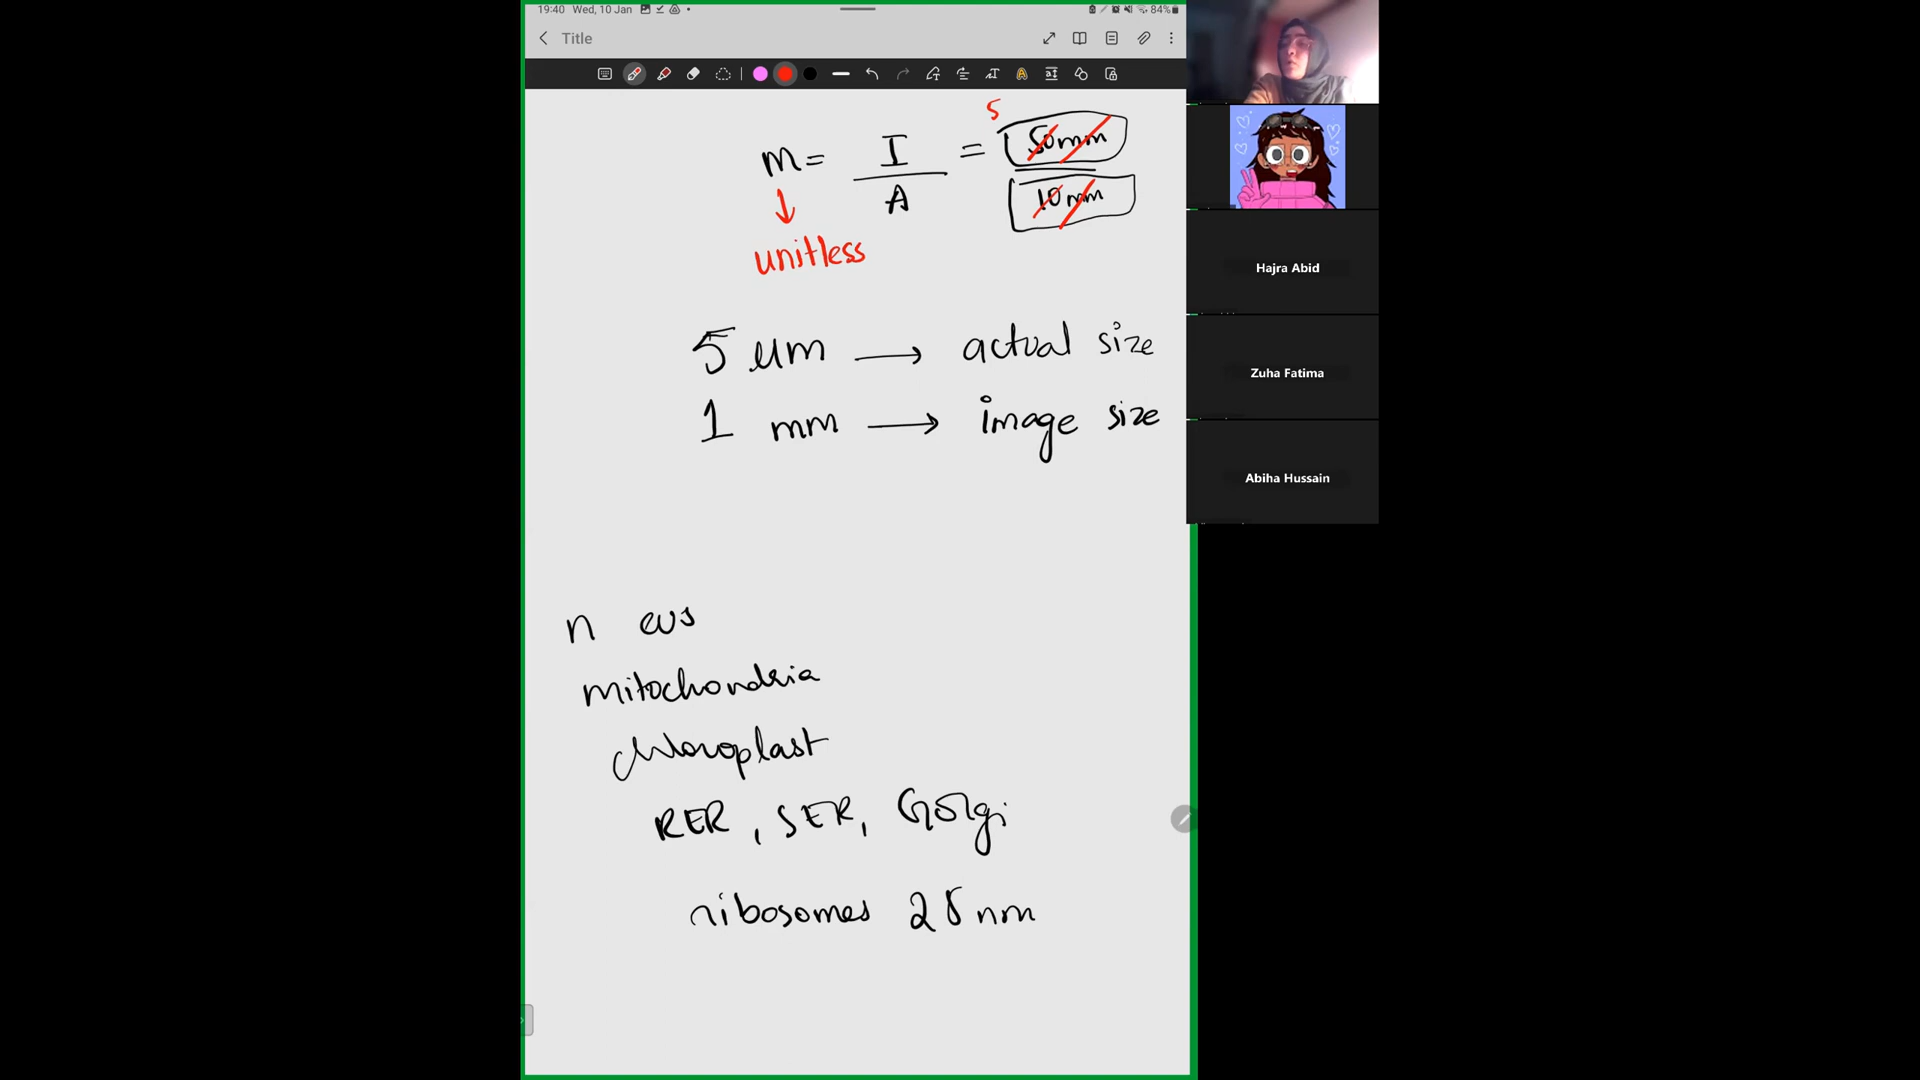 19:40 Wed, 10 Jan
84%
Title
5
m = I / A = 50mm / 10mm
unitless
5 um → actual size
1 mm → image size
n eus
mitochondria
chloroplast
RER, SER, Golgi
ribosomes 25 nm
Hajra Abid
Zuha Fatima
Abiha Hussain